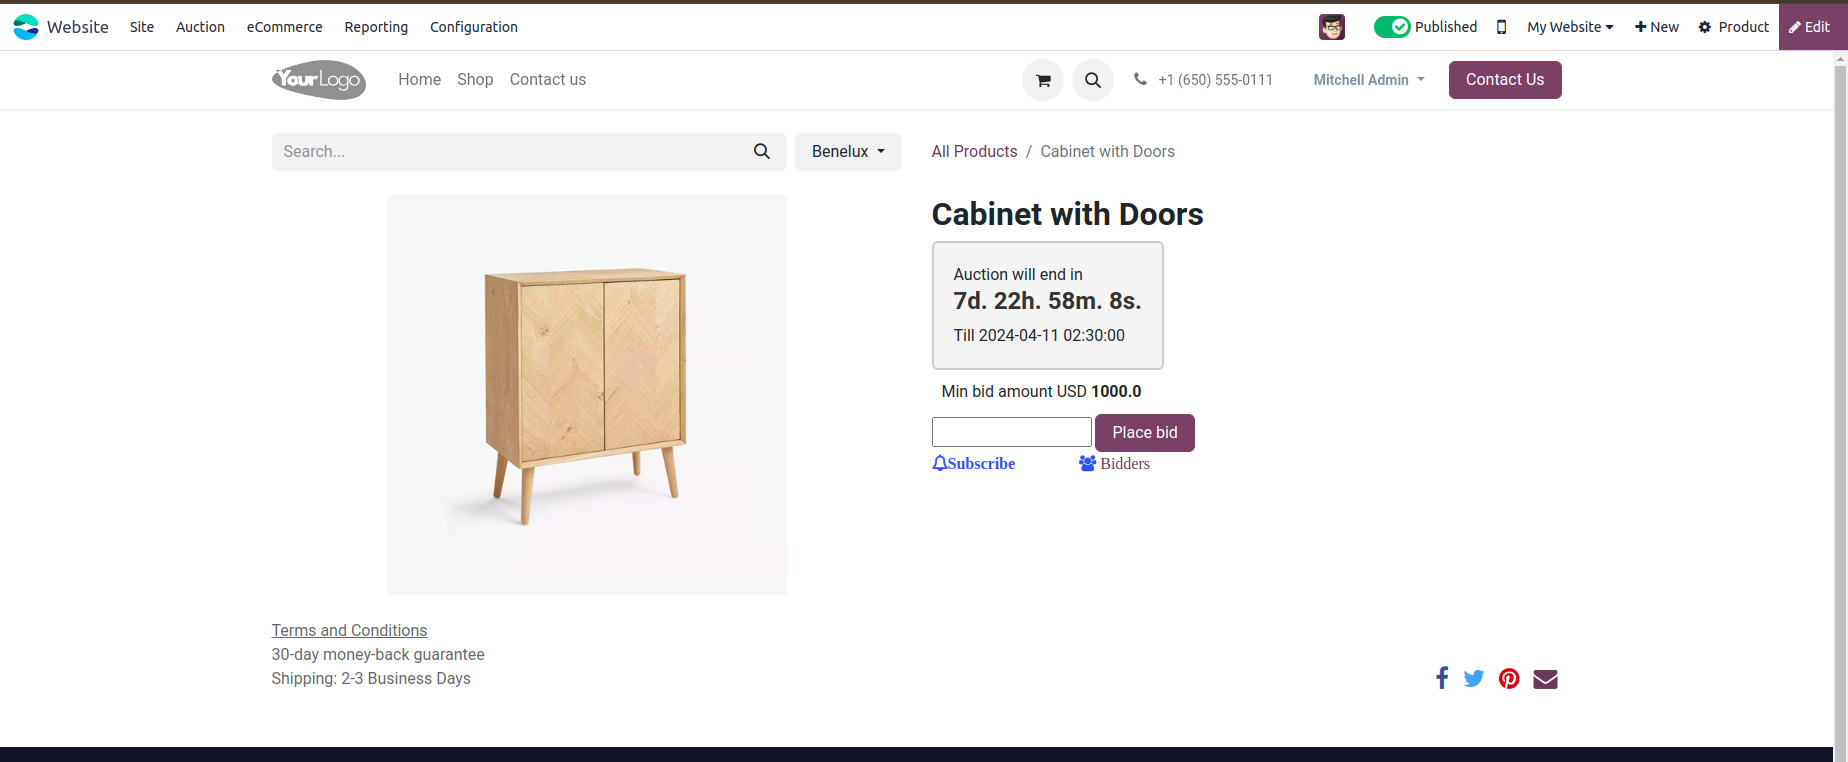 Website Site Auction eCommerce Reporting Configuration Published My Website New Product Edit
YourLogo Home Shop Contact us +1 (650) 555-0111 Mitchell Admin Contact Us
Search... Benelux All Products / Cabinet with Doors
Cabinet with Doors
Auction will end in
7d. 22h. 58m. 8s.
Till 2024-04-11 02:30:00
Min bid amount USD 1000.0
Place bid
Subscribe Bidders
Terms and Conditions
30-day money-back guarantee
Shipping: 2-3 Business Days